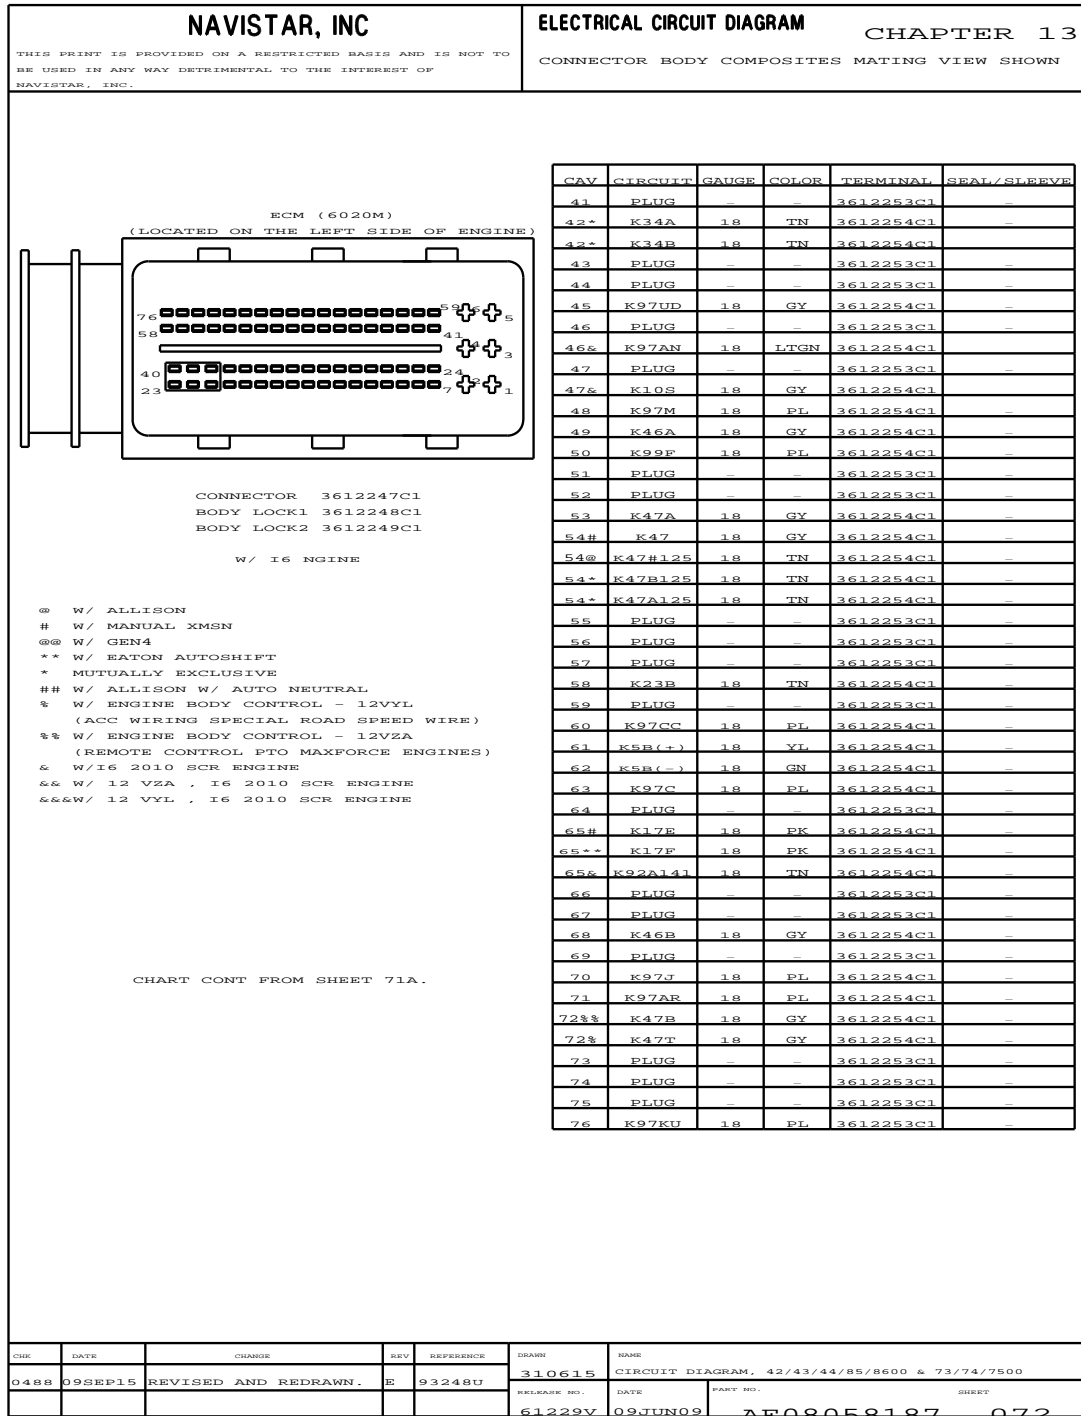 NAVISTAR, INC
THIS PRINT IS PROVIDED ON A RESTRICTED BASIS AND IS NOT TO
BE USED IN ANY WAY DETRIMENTAL TO THE INTEREST OF
NAVISTAR, INC.
ELECTRICAL CIRCUIT DIAGRAM CHAPTER 13
CONNECTOR BODY COMPOSITES MATING VIEW SHOWN
ECM (6020M)
(LOCATED ON THE LEFT SIDE OF ENGINE)
76 59 6 5
58 41 4 3
40 24 2
23 7 1
CONNECTOR 3612247C1
BODY LOCK1 3612248C1
BODY LOCK2 3612249C1
W/ I6 NGINE
@ W/ ALLISON
# W/ MANUAL XMSN
@@ W/ GEN4
** W/ EATON AUTOSHIFT
* MUTUALLY EXCLUSIVE
## W/ ALLISON W/ AUTO NEUTRAL
% W/ ENGINE BODY CONTROL - 12VYL
(ACC WIRING SPECIAL ROAD SPEED WIRE)
%% W/ ENGINE BODY CONTROL - 12VZA
(REMOTE CONTROL PTO MAXFORCE ENGINES)
& W/I6 2010 SCR ENGINE
&& W/ 12 VZA , I6 2010 SCR ENGINE
&&&W/ 12 VYL , I6 2010 SCR ENGINE
CHART CONT FROM SHEET 71A.
CAV CIRCUIT GAUGE COLOR TERMINAL SEAL/SLEEVE
41 PLUG - - 3612253C1 -
42* K34A 18 TN 3612254C1 -
42* K34B 18 TN 3612254C1 -
43 PLUG - - 3612253C1 -
44 PLUG - - 3612253C1 -
45 K97UD 18 GY 3612254C1 -
46 PLUG - - 3612253C1 -
46& K97AN 18 LTGN 3612254C1 -
47 PLUG - - 3612253C1 -
47& K10S 18 GY 3612254C1 -
48 K97M 18 PL 3612254C1 -
49 K46A 18 GY 3612254C1 -
50 K99F 18 PL 3612254C1 -
51 PLUG - - 3612253C1 -
52 PLUG - - 3612253C1 -
53 K47A 18 GY 3612254C1 -
54# K47 18 GY 3612254C1 -
54@ K47#125 18 TN 3612254C1 -
54* K47B125 18 TN 3612254C1 -
54* K47A125 18 TN 3612254C1 -
55 PLUG - - 3612253C1 -
56 PLUG - - 3612253C1 -
57 PLUG - - 3612253C1 -
58 K23B 18 TN 3612254C1 -
59 PLUG - - 3612253C1 -
60 K97CC 18 PL 3612254C1 -
61 K5B(+) 18 YL 3612254C1 -
62 K5B(-) 18 GN 3612254C1 -
63 K97C 18 PL 3612254C1 -
64 PLUG - - 3612253C1 -
65# K17E 18 PK 3612254C1 -
65** K17F 18 PK 3612254C1 -
65& K92A141 18 TN 3612254C1 -
66 PLUG - - 3612253C1 -
67 PLUG - - 3612253C1 -
68 K46B 18 GY 3612254C1 -
69 PLUG - - 3612253C1 -
70 K97J 18 PL 3612254C1 -
71 K97AR 18 PL 3612254C1 -
72%% K47B 18 GY 3612254C1 -
72% K47T 18 GY 3612254C1 -
73 PLUG - - 3612253C1 -
74 PLUG - - 3612253C1 -
75 PLUG - - 3612253C1 -
76 K97KU 18 PL 3612253C1 -
CHK DATE CHANGE REV REFERENCE
0488 09SEP15 REVISED AND REDRAWN. E 93248U
DRAWN NAME
310615 CIRCUIT DIAGRAM, 42/43/44/85/8600 & 73/74/7500
RELEASE NO. DATE PART NO. SHEET
61229V 09JUN09 AE08058187 072